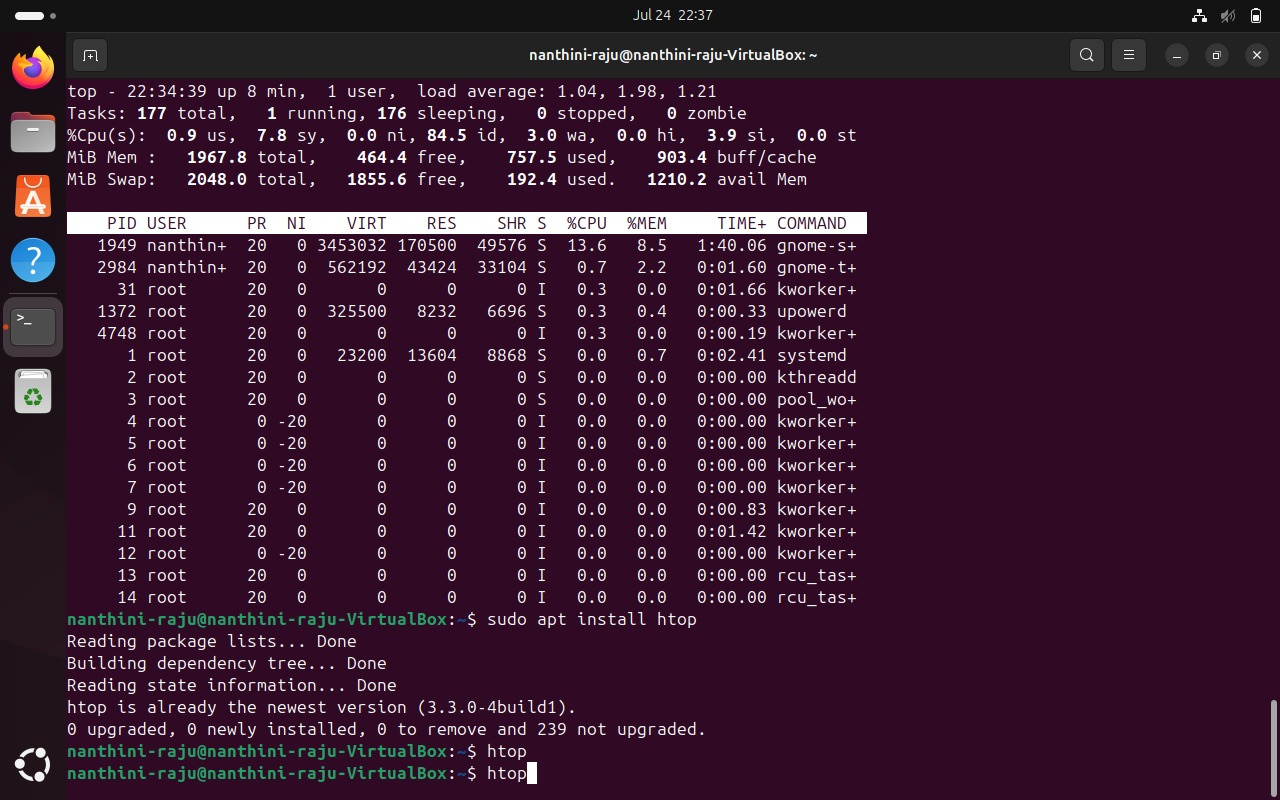 Jul 24 22:37
nanthini-raju@nanthini-raju-VirtualBox: ~
top - 22:34:39 up 8 min,  1 user,  load average: 1.04, 1.98, 1.21
Tasks: 177 total,   1 running, 176 sleeping,   0 stopped,   0 zombie
%Cpu(s):  0.9 us,  7.8 sy,  0.0 ni, 84.5 id,  3.0 wa,  0.0 hi,  3.9 si,  0.0 st
MiB Mem :   1967.8 total,    464.4 free,    757.5 used,    903.4 buff/cache
MiB Swap:   2048.0 total,   1855.6 free,    192.4 used.   1210.2 avail Mem
PID USER      PR  NI    VIRT    RES    SHR S  %CPU  %MEM     TIME+ COMMAND
1949 nanthin+  20   0 3453032 170500  49576 S  13.6   8.5   1:40.06 gnome-s+
2984 nanthin+  20   0  562192  43424  33104 S   0.7   2.2   0:01.60 gnome-t+
31 root      20   0       0      0      0 I   0.3   0.0   0:01.66 kworker+
1372 root      20   0  325500   8232   6696 S   0.3   0.4   0:00.33 upowerd
4748 root      20   0       0      0      0 I   0.3   0.0   0:00.19 kworker+
1 root      20   0   23200  13604   8868 S   0.0   0.7   0:02.41 systemd
2 root      20   0       0      0      0 S   0.0   0.0   0:00.00 kthreadd
3 root      20   0       0      0      0 S   0.0   0.0   0:00.00 pool_wo+
4 root       0 -20       0      0      0 I   0.0   0.0   0:00.00 kworker+
5 root       0 -20       0      0      0 I   0.0   0.0   0:00.00 kworker+
6 root       0 -20       0      0      0 I   0.0   0.0   0:00.00 kworker+
7 root       0 -20       0      0      0 I   0.0   0.0   0:00.00 kworker+
9 root      20   0       0      0      0 I   0.0   0.0   0:00.83 kworker+
11 root      20   0       0      0      0 I   0.0   0.0   0:01.42 kworker+
12 root       0 -20       0      0      0 I   0.0   0.0   0:00.00 kworker+
13 root      20   0       0      0      0 I   0.0   0.0   0:00.00 rcu_tas+
14 root      20   0       0      0      0 I   0.0   0.0   0:00.00 rcu_tas+
nanthini-raju@nanthini-raju-VirtualBox:~$ sudo apt install htop
Reading package lists... Done
Building dependency tree... Done
Reading state information... Done
htop is already the newest version (3.3.0-4build1).
0 upgraded, 0 newly installed, 0 to remove and 239 not upgraded.
nanthini-raju@nanthini-raju-VirtualBox:~$ htop
nanthini-raju@nanthini-raju-VirtualBox:~$ htop